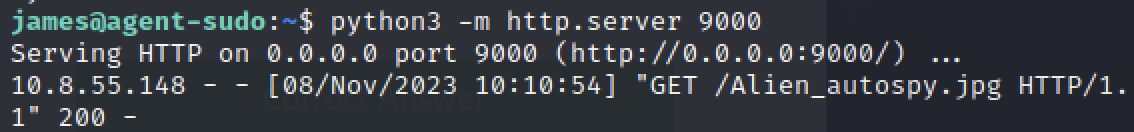 james@agent-sudo:~$ python3 -m http.server 9000
Serving HTTP on 0.0.0.0 port 9000 (http://0.0.0.0:9000/) ...
10.8.55.148 - - [08/Nov/2023 10:10:54] "GET /Alien_autospy.jpg HTTP/1.
1" 200 -
Correct Answer